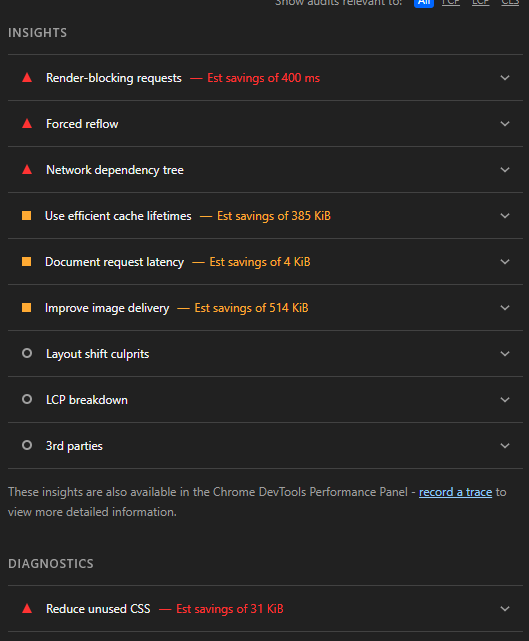 Show audits relevant to: All FCP LCP CLS
INSIGHTS
Render-blocking requests — Est savings of 400 ms
Forced reflow
Network dependency tree
Use efficient cache lifetimes — Est savings of 385 KiB
Document request latency — Est savings of 4 KiB
Improve image delivery — Est savings of 514 KiB
Layout shift culprits
LCP breakdown
3rd parties
These insights are also available in the Chrome DevTools Performance Panel - record a trace to
view more detailed information.
DIAGNOSTICS
Reduce unused CSS — Est savings of 31 KiB